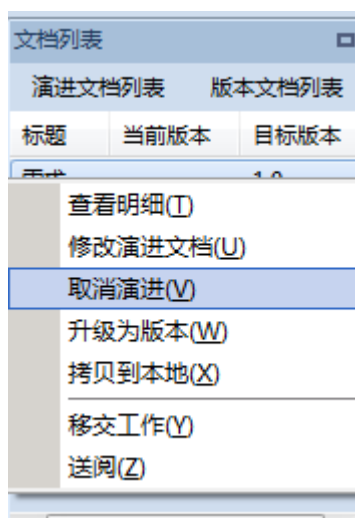 文档列表
演进文档列表 版本文档列表
标题 当前版本 目标版本
查看明细(T)
修改演进文档(U)
取消演进(V)
升级为版本(W)
拷贝到本地(X)
移交工作(Y)
送阅(Z)